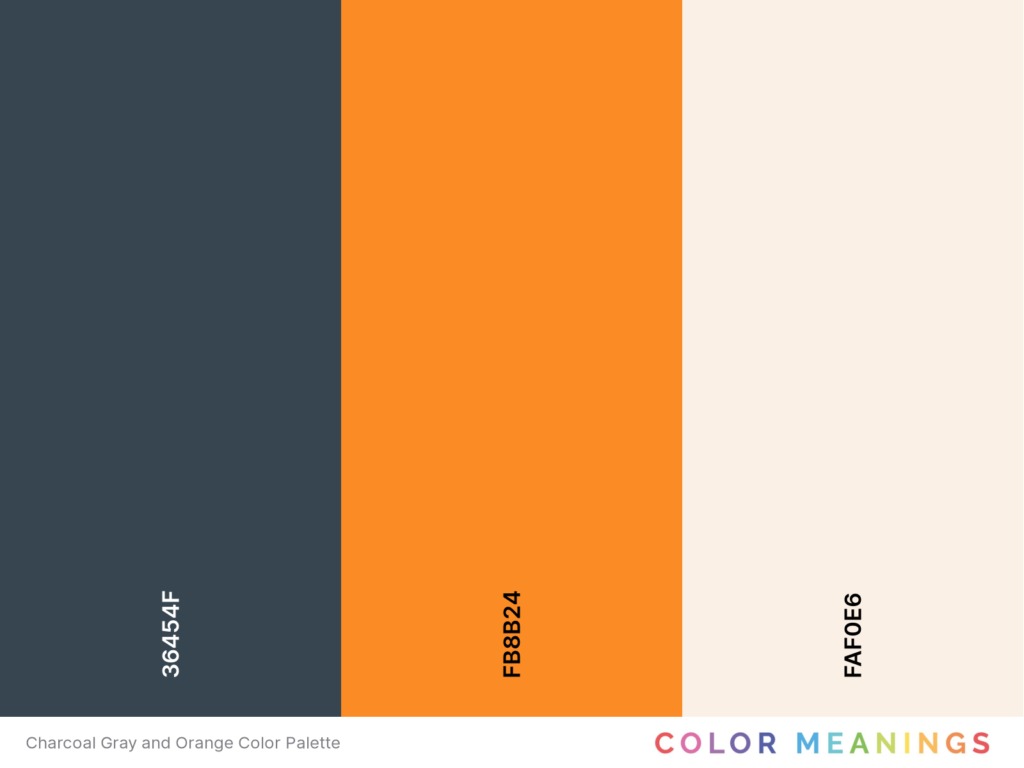 36454F
FB8B24
FAF0E6
Charcoal Gray and Orange Color Palette
COLOR MEANINGS